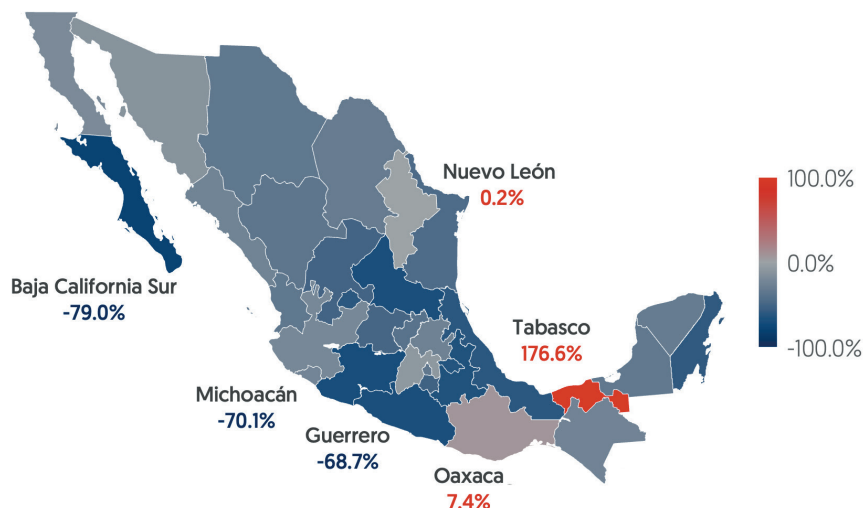 Nuevo León
0.2%
100.0%
0.0%
-100.0%
Baja California Sur
-79.0%
Tabasco
176.6%
Michoacán
-70.1%
Guerrero
-68.7%
Oaxaca
7.4%